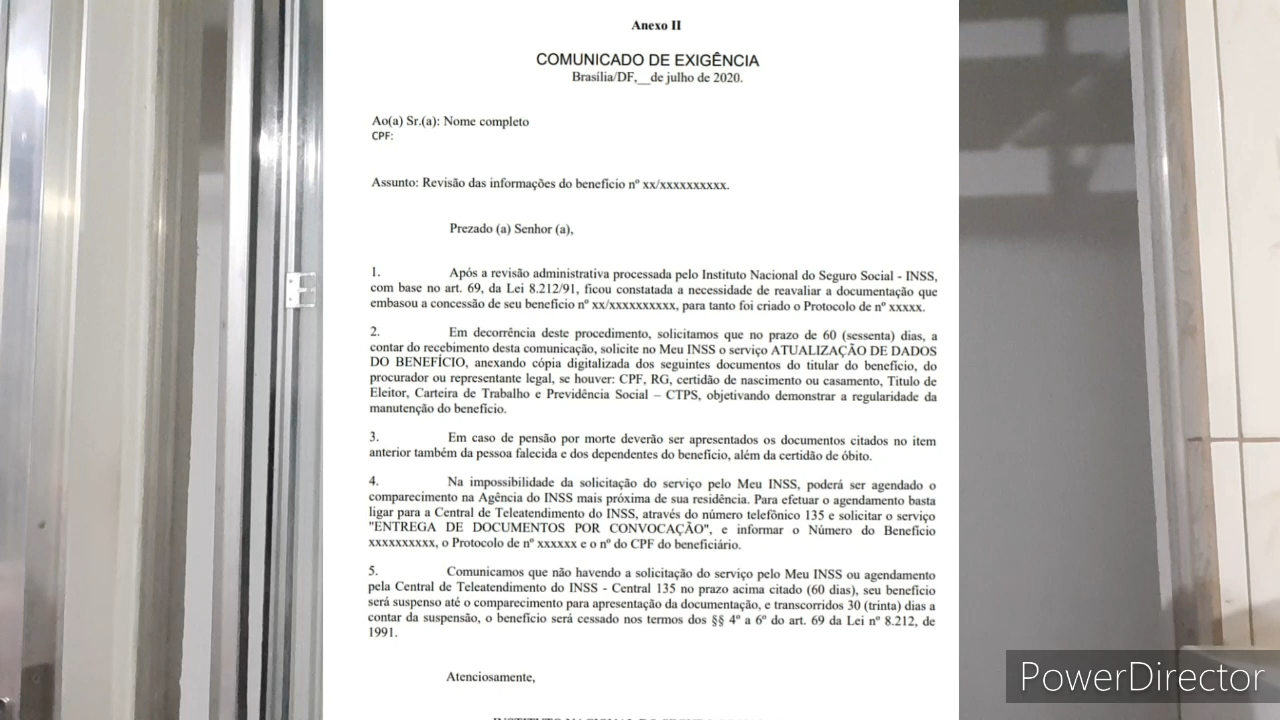 Anexo II
COMUNICADO DE EXIGÊNCIA
Brasília/DF,__de julho de 2020.
Ao(a) Sr.(a): Nome completo
CPF:
Assunto: Revisão das informações do benefício nº xx/xxxxxxxxxx.
Prezado (a) Senhor (a),
1. Após a revisão administrativa processada pelo Instituto Nacional do Seguro Social - INSS,
com base no art. 69, da Lei 8.212/91, ficou constatada a necessidade de reavaliar a documentação que
embasou a concessão de seu benefício nº xx/xxxxxxxxxx, para tanto foi criado o Protocolo de nº xxxxx.
2. Em decorrência deste procedimento, solicitamos que no prazo de 60 (sessenta) dias, a
contar do recebimento desta comunicação, solicite no Meu INSS o serviço ATUALIZAÇÃO DE DADOS
DO BENEFÍCIO, anexando cópia digitalizada dos seguintes documentos do titular do benefício, do
procurador ou representante legal, se houver: CPF, RG, certidão de nascimento ou casamento, Titulo de
Eleitor, Carteira de Trabalho e Previdência Social – CTPS, objetivando demonstrar a regularidade da
manutenção do benefício.
3. Em caso de pensão por morte deverão ser apresentados os documentos citados no item
anterior também da pessoa falecida e dos dependentes do benefício, além da certidão de óbito.
4. Na impossibilidade da solicitação do serviço pelo Meu INSS, poderá ser agendado o
comparecimento na Agência do INSS mais próxima de sua residência. Para efetuar o agendamento basta
ligar para a Central de Teleatendimento do INSS, através do número telefônico 135 e solicitar o serviço
"ENTREGA DE DOCUMENTOS POR CONVOCAÇÃO", e informar o Número do Benefício
xxxxxxxxxx, o Protocolo de nº xxxxxx e o nº do CPF do beneficiário.
5. Comunicamos que não havendo a solicitação do serviço pelo Meu INSS ou agendamento
pela Central de Teleatendimento do INSS - Central 135 no prazo acima citado (60 dias), seu benefício
será suspenso até o comparecimento para apresentação da documentação, e transcorridos 30 (trinta) dias a
contar da suspensão, o benefício será cessado nos termos dos §§ 4º a 6º do art. 69 da Lei nº 8.212, de
1991.
Atenciosamente,
PowerDirector